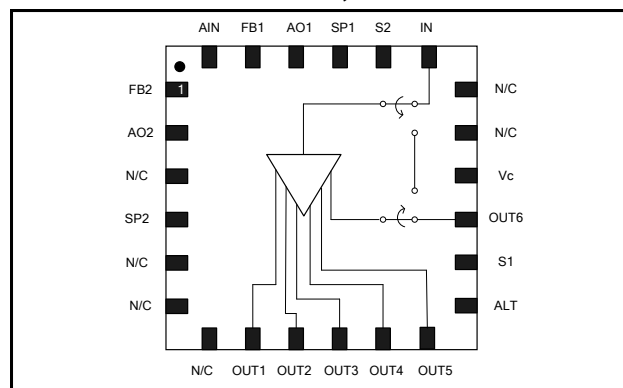 AIN FB1 AO1 SP1 S2 IN
FB2 1 N/C
AO2 N/C
N/C Vc
SP2 OUT6
N/C S1
N/C ALT
N/C OUT1 OUT2 OUT3 OUT4 OUT5